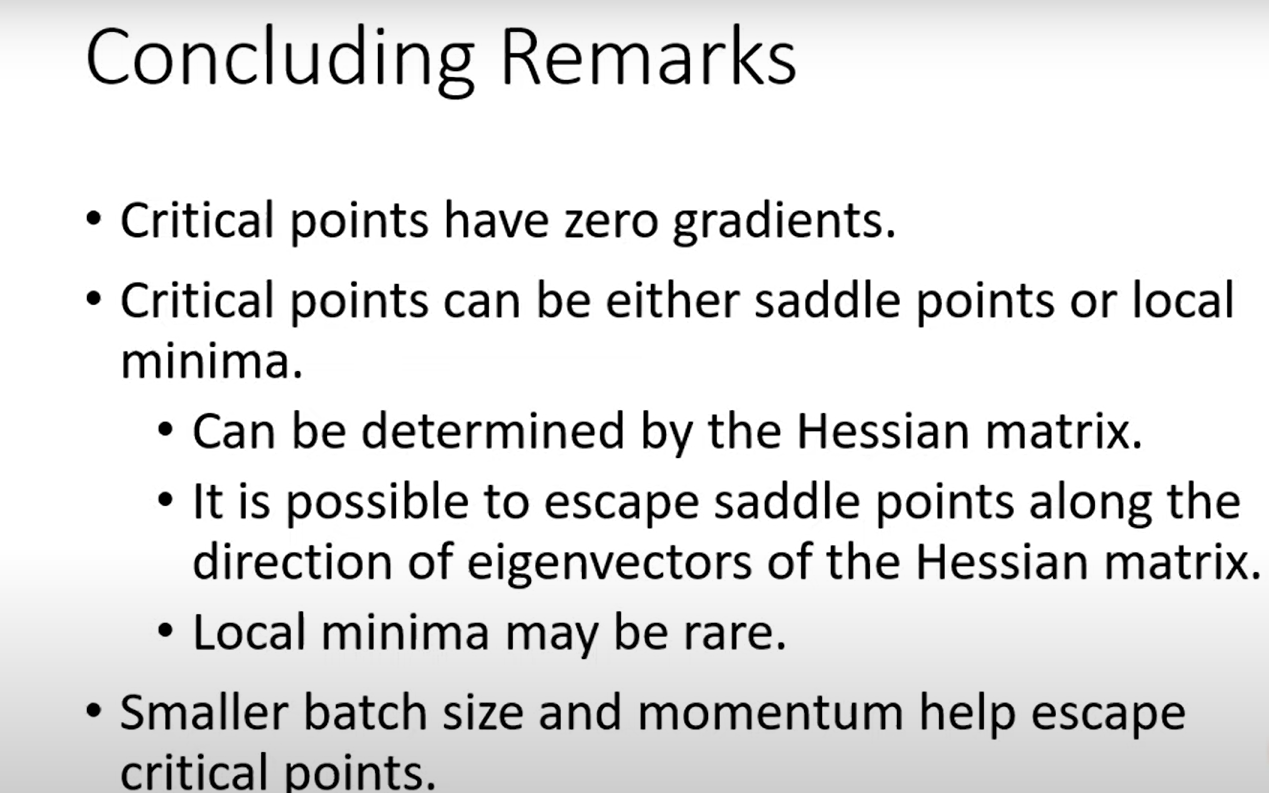 Concluding Remarks
• Critical points have zero gradients.
• Critical points can be either saddle points or local
minima.
• Can be determined by the Hessian matrix.
• It is possible to escape saddle points along the
direction of eigenvectors of the Hessian matrix.
• Local minima may be rare.
• Smaller batch size and momentum help escape
critical points.